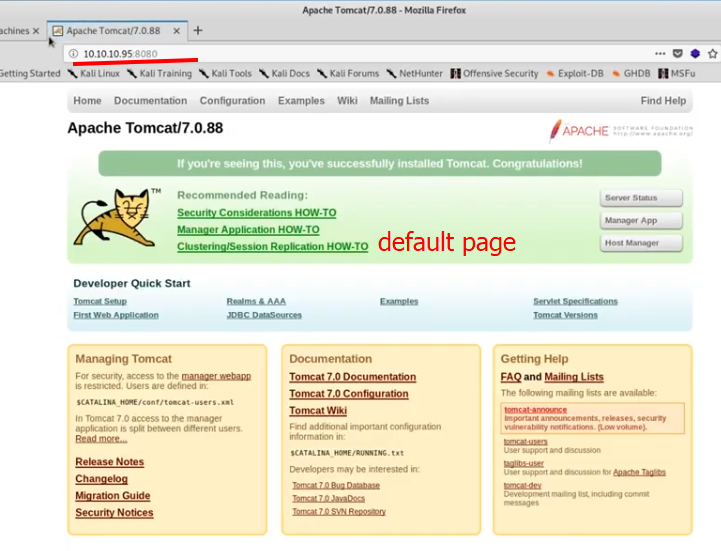 Apache Tomcat/7.0.88 - Mozilla Firefox
achines ×
Apache Tomcat/7.0.88 × +
10.10.10.95:8080
Getting Started Kali Linux Kali Training Kali Tools Kali Docs Kali Forums NetHunter Offensive Security Exploit-DB GHDB MSFu
Home Documentation Configuration Examples Wiki Mailing Lists Find Help
Apache Tomcat/7.0.88
APACHE SOFTWARE FOUNDATION
http://www.apache.org/
If you're seeing this, you've successfully installed Tomcat. Congratulations!
TM
Recommended Reading:
Security Considerations HOW-TO
Manager Application HOW-TO
Clustering/Session Replication HOW-TO
default page
Server Status
Manager App
Host Manager
Developer Quick Start
Tomcat Setup
First Web Application
Realms & AAA
JDBC DataSources
Examples
Servlet Specifications
Tomcat Versions
Managing Tomcat
For security, access to the manager webapp
is restricted. Users are defined in:
$CATALINA_HOME/conf/tomcat-users.xml
In Tomcat 7.0 access to the manager
application is split between different users.
Read more...
Release Notes
Changelog
Migration Guide
Security Notices
Documentation
Tomcat 7.0 Documentation
Tomcat 7.0 Configuration
Tomcat Wiki
Find additional important configuration
information in:
$CATALINA_HOME/RUNNING.txt
Developers may be interested in:
Tomcat 7.0 Bug Database
Tomcat 7.0 JavaDocs
Tomcat 7.0 SVN Repository
Getting Help
FAQ and Mailing Lists
The following mailing lists are available:
tomcat-announce
Important announcements, releases, security
vulnerability notifications. (Low volume).
tomcat-users
User support and discussion
taglibs-user
User support and discussion for Apache Taglibs
tomcat-dev
Development mailing list, including commit
messages